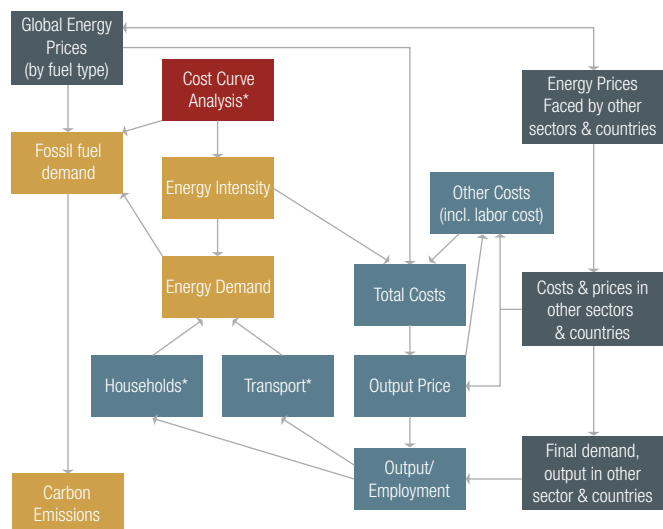 Global Energy
Prices
(by fuel type)
Cost Curve
Analysis*
Energy Prices
Faced by other
sectors & countries
Fossil fuel
demand
Energy Intensity
Other Costs
(incl. labor cost)
Energy Demand
Total Costs
Costs & prices in
other sectors
& countries
Households*
Transport*
Output Price
Carbon
Emissions
Output/
Employment
Final demand,
output in other
sector & countries